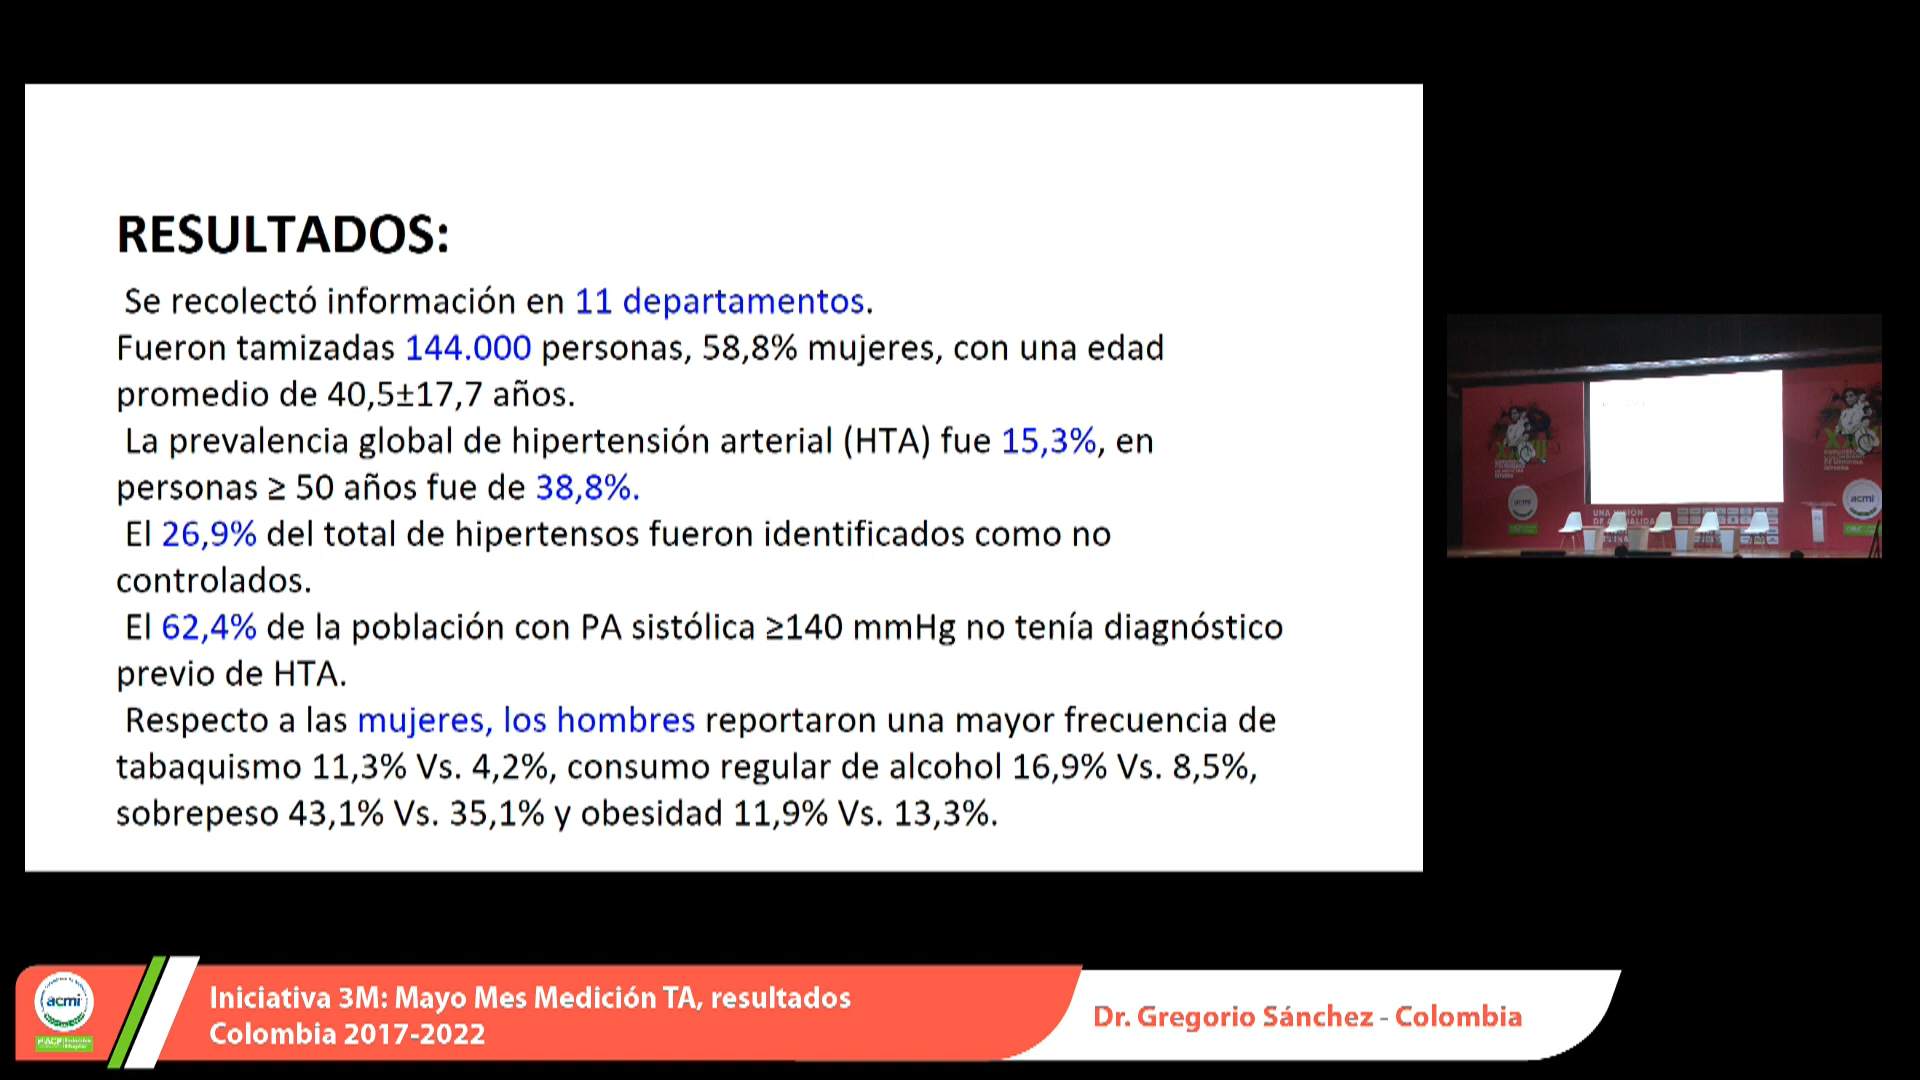 RESULTADOS:
Se recolectó información en 11 departamentos.
Fueron tamizadas 144.000 personas, 58,8% mujeres, con una edad
promedio de 40,5±17,7 años.
La prevalencia global de hipertensión arterial (HTA) fue 15,3%, en
personas ≥ 50 años fue de 38,8%.
El 26,9% del total de hipertensos fueron identificados como no
controlados.
El 62,4% de la población con PA sistólica ≥140 mmHg no tenía diagnóstico
previo de HTA.
Respecto a las mujeres, los hombres reportaron una mayor frecuencia de
tabaquismo 11,3% Vs. 4,2%, consumo regular de alcohol 16,9% Vs. 8,5%,
sobrepeso 43,1% Vs. 35,1% y obesidad 11,9% Vs. 13,3%.
acmi
acmi
UNA VISIÓN
acmi
ACP
Iniciativa 3M: Mayo Mes Medición TA, resultados
Colombia 2017-2022
Dr. Gregorio Sánchez - Colombia